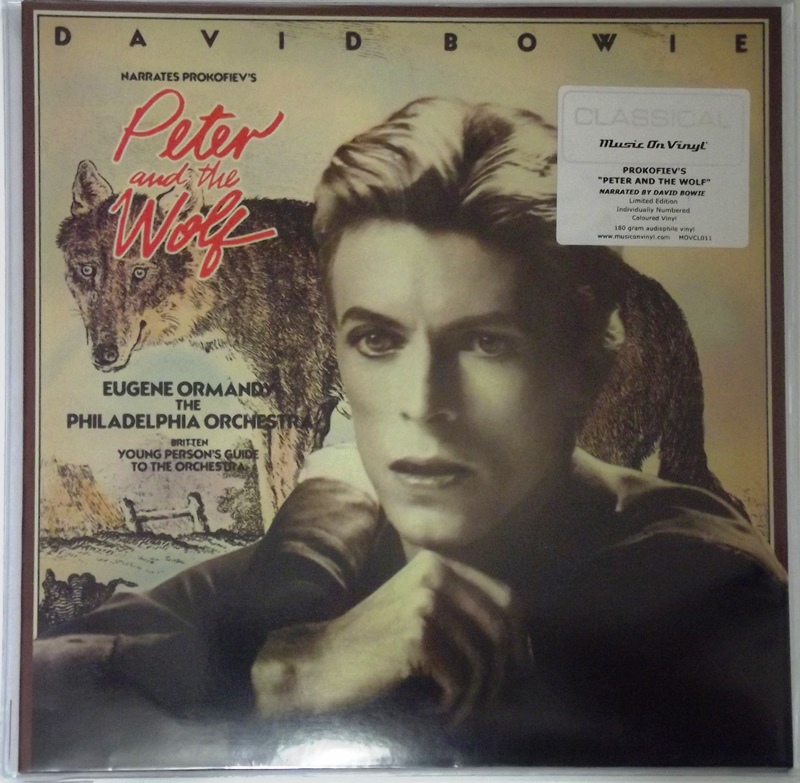 DAVID BOWIE
NARRATES PROKOFIEV'S
Peter
and the
Wolf
EUGENE ORMANDY
THE
PHILADELPHIA ORCHESTRA
BRITTEN
YOUNG PERSON'S GUIDE
TO THE ORCHESTRA
CLASSICAL
Music On Vinyl
PROKOFIEV'S
"PETER AND THE WOLF"
NARRATED BY DAVID BOWIE
Limited Edition
Individually Numbered
Coloured Vinyl
180 gram audiophile vinyl
www.musiconvinyl.com MOVCL011